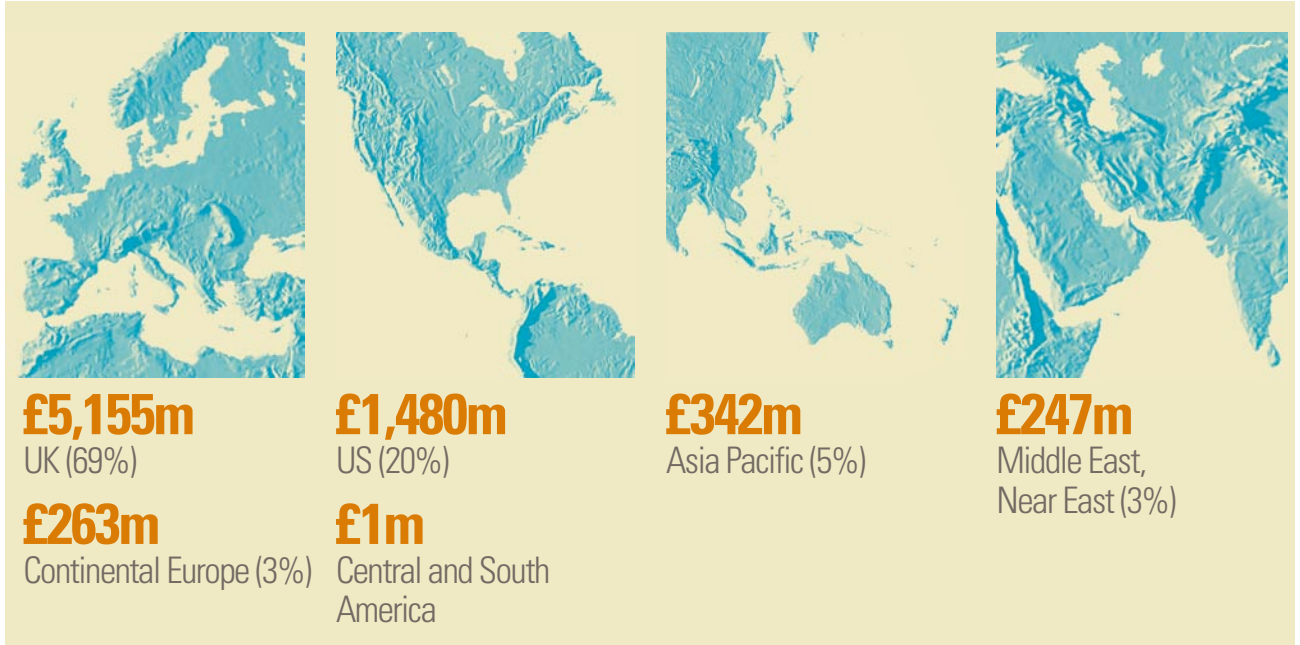 £5,155m
UK (69%)
£263m
Continental Europe (3%)
£1,480m
US (20%)
£1m
Central and South
America
£342m
Asia Pacific (5%)
£247m
Middle East,
Near East (3%)